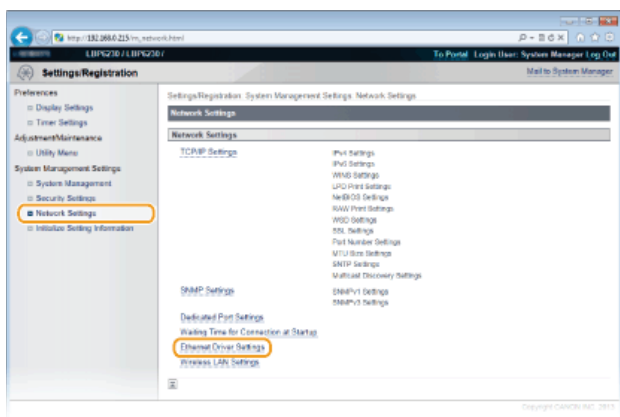 http://192.168.0.215/m_network.html
LBP6230 / LBP6230 /
To Portal Login User: System Manager Log Out
Settings/Registration
Mail to System Manager
Preferences
Display Settings
Timer Settings
Adjustment/Maintenance
Utility Menu
System Management Settings
System Management
Security Settings
Network Settings
Initialize Setting Information
Settings/Registration: System Management Settings: Network Settings
Network Settings
Network Settings
TCP/IP Settings
IPv4 Settings
IPv6 Settings
WINS Settings
LPD Print Settings
NetBIOS Settings
RAW Print Settings
WSD Settings
SSL Settings
Port Number Settings
MTU Size Settings
SNTP Settings
Multicast Discovery Settings
SNMP Settings
SNMPv1 Settings
SNMPv3 Settings
Dedicated Port Settings
Waiting Time for Connection at Startup
Ethernet Driver Settings
Wireless LAN Settings
Copyright CANON INC. 2013